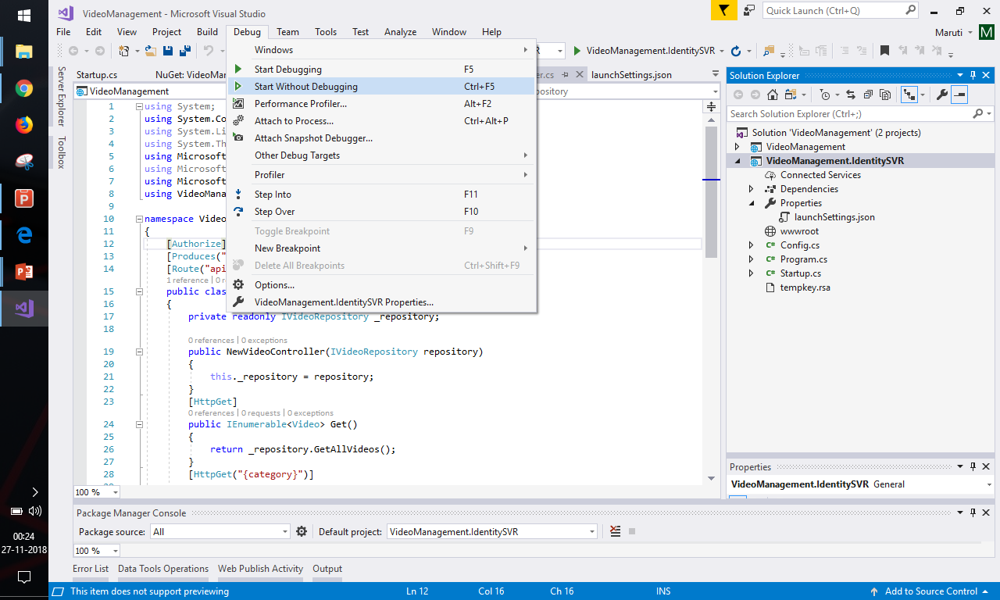 VideoManagement - Microsoft Visual Studio
Quick Launch (Ctrl+Q)
File Edit View Project Build Debug Team Tools Test Analyze Window Help
Maruti M
R VideoManagement.IdentitySVR
Server Explorer
Toolbox
Startup.cs NuGet: VideoMan er.cs launchSettings.json
VideoManagement pository
Windows
Start Debugging F5
Start Without Debugging Ctrl+F5
Performance Profiler... Alt+F2
Attach to Process... Ctrl+Alt+P
Attach Snapshot Debugger...
Other Debug Targets
Profiler
Step Into F11
Step Over F10
Toggle Breakpoint F9
New Breakpoint
Delete All Breakpoints Ctrl+Shift+F9
Options...
VideoManagement.IdentitySVR Properties...
1 using System;
2 using System.Co
3 using System.Li
4 using System.Th
5 using Microsoft
6 using Microsoft
7 using Microsoft
8 using VideoMana
9
10 namespace Video
11 {
12 [Authorize]
13 [Produces("
14 [Route("api
1 reference | 0 r
15 public clas
16 {
17 private readonly IVideoRepository _repository;
18
0 references | 0 exceptions
19 public NewVideoController(IVideoRepository repository)
20 {
21 this._repository = repository;
22 }
23 [HttpGet]
0 references | 0 requests | 0 exceptions
24 public IEnumerable<Video> Get()
25 {
26 return _repository.GetAllVideos();
27 }
28 [HttpGet("{category}")]
100 %
Solution Explorer
Search Solution Explorer (Ctrl+;)
Solution 'VideoManagement' (2 projects)
VideoManagement
VideoManagement.IdentitySVR
Connected Services
Dependencies
Properties
launchSettings.json
wwwroot
C# Config.cs
C# Program.cs
C# Startup.cs
tempkey.rsa
Properties
VideoManagement.IdentitySVR General
Package Manager Console
Package source: All Default project: VideoManagement.IdentitySVR
100 %
Error List Data Tools Operations Web Publish Activity Output
This item does not support previewing Ln 12 Col 16 Ch 16 INS Add to Source Control
00:24
27-11-2018